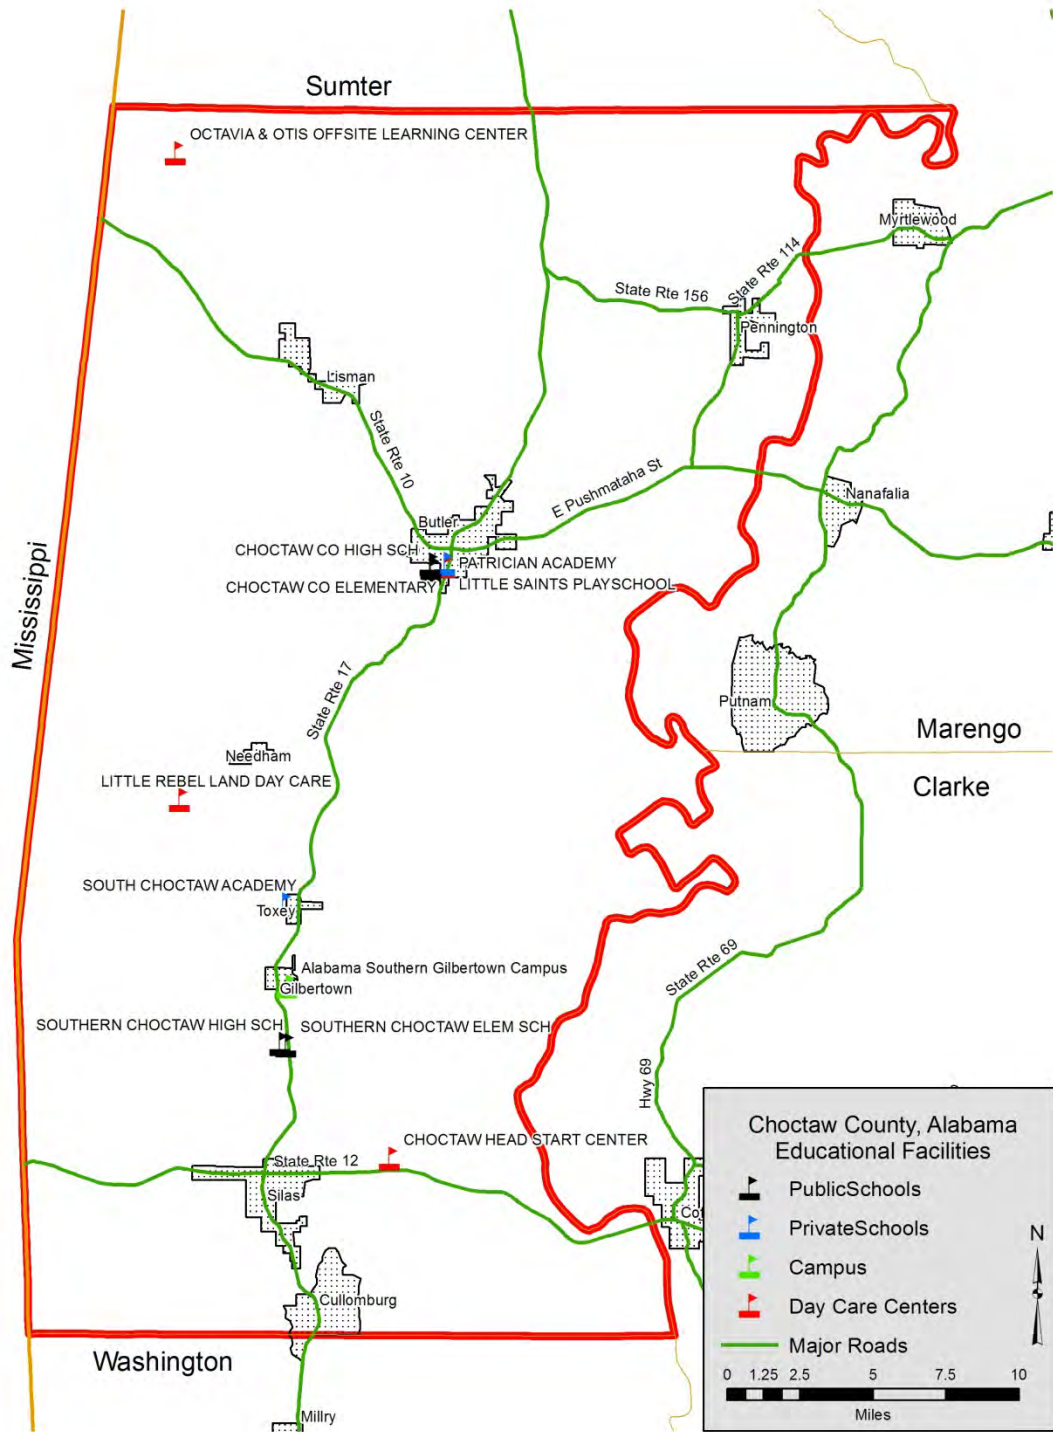 Sumter
OCTAVIA & OTIS OFFSITE LEARNING CENTER
Myrtlewood
State Rte 114
State Rte 156
Pennington
Lisman
State Rte 10
E Pushmataha St
Nanafalia
Butler
CHOCTAW CO HIGH SCH
PATRICIAN ACADEMY
CHOCTAW CO ELEMENTARY
LITTLE SAINTS PLAYSCHOOL
Mississippi
State Rte 17
Putnam
Marengo
Needham
LITTLE REBEL LAND DAY CARE
Clarke
SOUTH CHOCTAW ACADEMY
Toxey
Alabama Southern Gilbertown Campus
Gilbertown
State Rte 69
SOUTHERN CHOCTAW HIGH SCH
SOUTHERN CHOCTAW ELEM SCH
Hwy 69
CHOCTAW HEAD START CENTER
State Rte 12
Silas
Cullomburg
Washington
Millry
Choctaw County, Alabama
Educational Facilities
PublicSchools
PrivateSchools
Campus
Day Care Centers
Major Roads
N
0 1.25 2.5 5 7.5 10
Miles